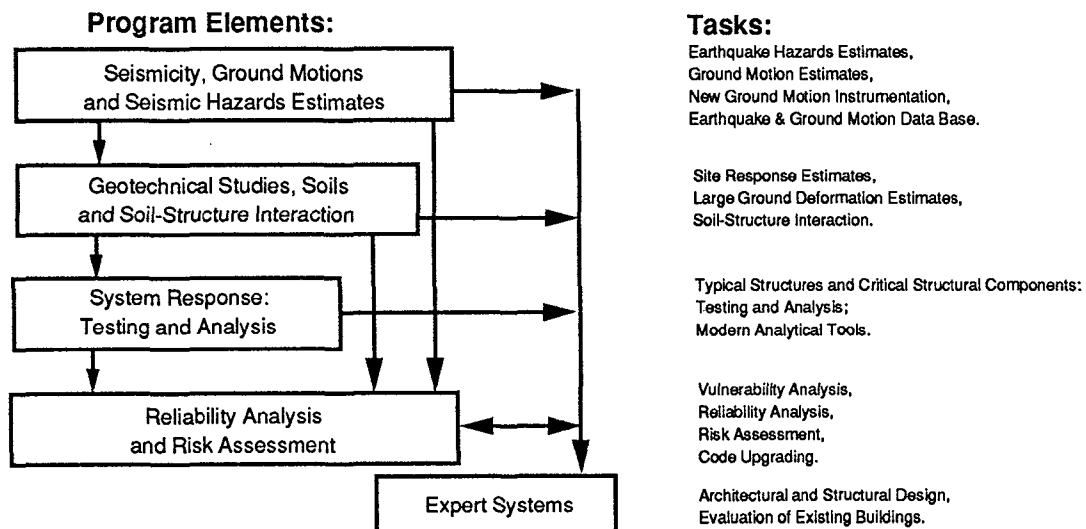 Program Elements:
Seismicity, Ground Motions
and Seismic Hazards Estimates
Geotechnical Studies, Soils
and Soil-Structure Interaction
System Response:
Testing and Analysis
Reliability Analysis
and Risk Assessment
Expert Systems
Tasks:
Earthquake Hazards Estimates,
Ground Motion Estimates,
New Ground Motion Instrumentation,
Earthquake & Ground Motion Data Base.
Site Response Estimates,
Large Ground Deformation Estimates,
Soil-Structure Interaction.
Typical Structures and Critical Structural Components:
Testing and Analysis;
Modern Analytical Tools.
Vulnerability Analysis,
Reliability Analysis,
Risk Assessment,
Code Upgrading.
Architectural and Structural Design,
Evaluation of Existing Buildings.